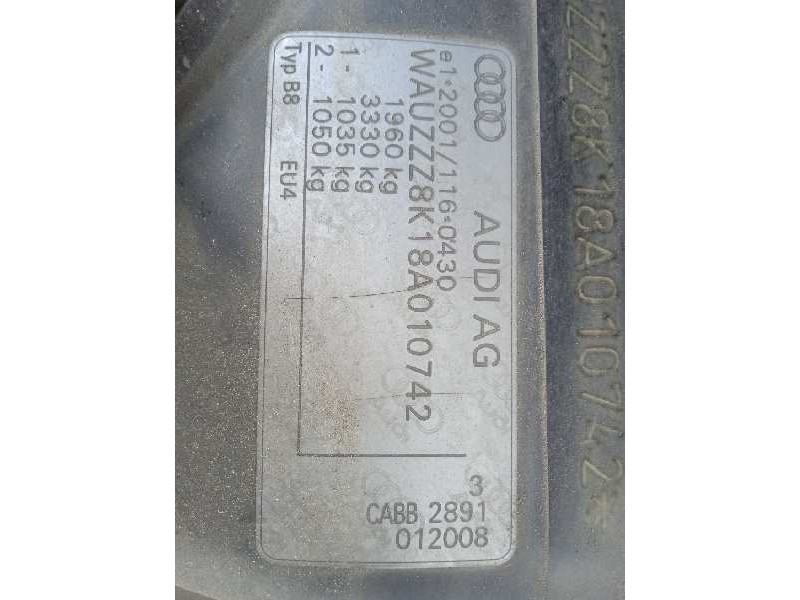 AUDI AG
e1*2001/116*0430
WAUZZZ8K18A010742
1960 kg
3330 kg
1- 1035 kg
2- 1050 kg
Typ B8 EU4
3
CABB 2891
012008
ZZZ8K18A010742*